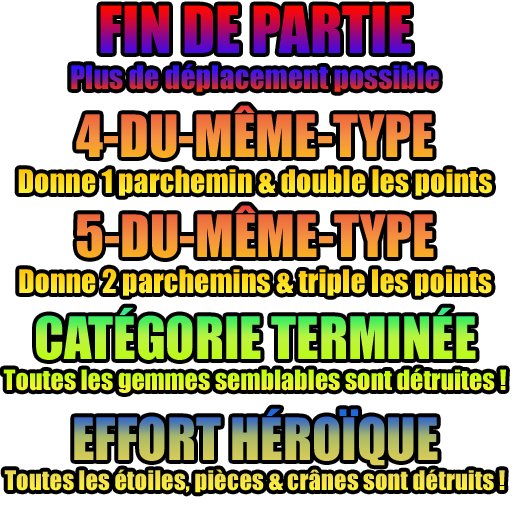 FIN DE PARTIE
Plus de déplacement possible
4-DU-MÊME-TYPE
Donne 1 parchemin & double les points
5-DU-MÊME-TYPE
Donne 2 parchemins & triple les points
CATÉGORIE TERMINÉE
Toutes les gemmes semblables sont détruites !
EFFORT HÉROÏQUE
Toutes les étoiles, pièces & crânes sont détruits !